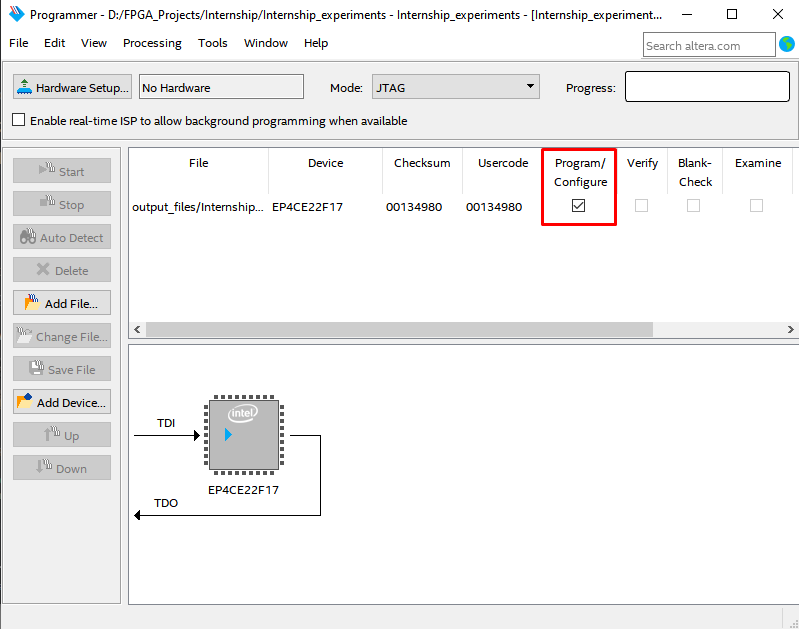 Programmer - D:/FPGA_Projects/Internship/Internship_experiments - Internship_experiments - [Internship_experiment...
File Edit View Processing Tools Window Help
Search altera.com
Hardware Setup... No Hardware Mode: JTAG Progress:
Enable real-time ISP to allow background programming when available
Start
Stop
Auto Detect
Delete
Add File...
Change File...
Save File
Add Device...
Up
Down
File Device Checksum Usercode Program/ Verify Blank- Examine
Configure Check
output_files/Internship... EP4CE22F17 00134980 00134980
TDI
intel
EP4CE22F17
TDO